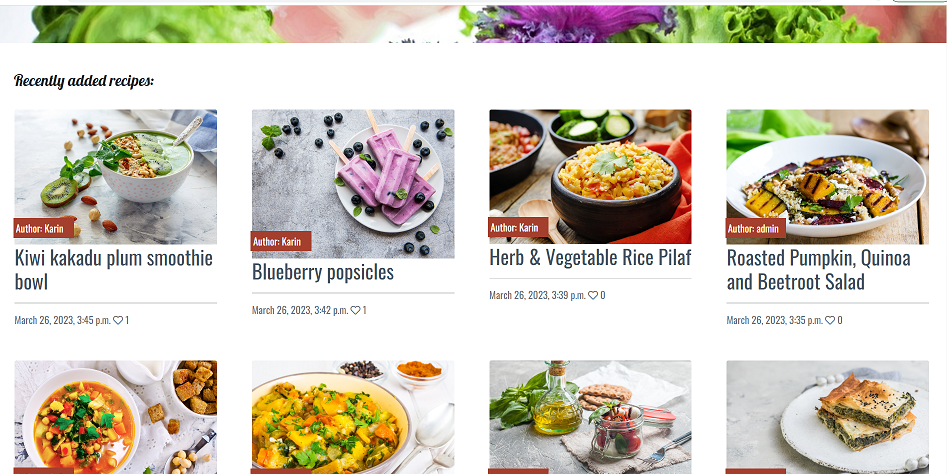 Recently added recipes:
Author: Karin
Kiwi kakadu plum smoothie
bowl
March 26, 2023, 3:45 p.m. ♡ 1
Author: Karin
Blueberry popsicles
March 26, 2023, 3:42 p.m. ♡ 1
Author: Karin
Herb & Vegetable Rice Pilaf
March 26, 2023, 3:39 p.m. ♡ 0
Author: admin
Roasted Pumpkin, Quinoa
and Beetroot Salad
March 26, 2023, 3:35 p.m. ♡ 0